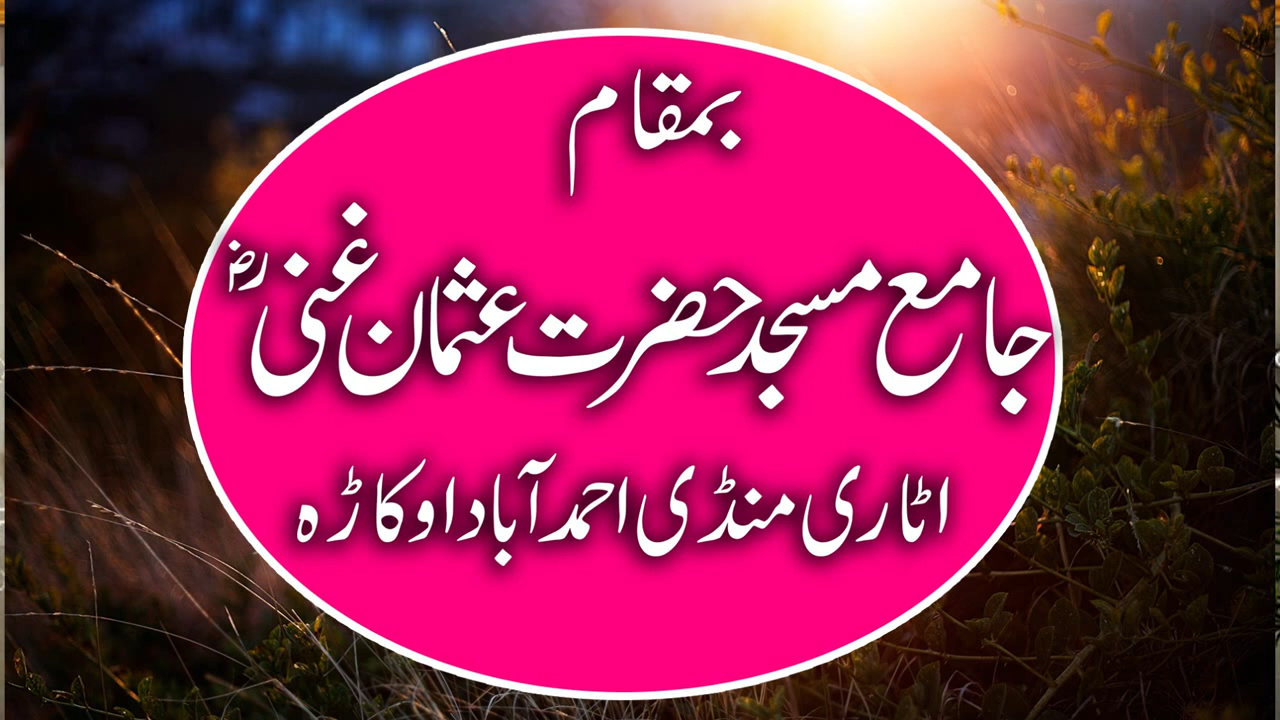 بمقام
جامع مسجد حضرت عثمان غنی رض
اٹاری منڈی احمد آباد اوکاڑہ